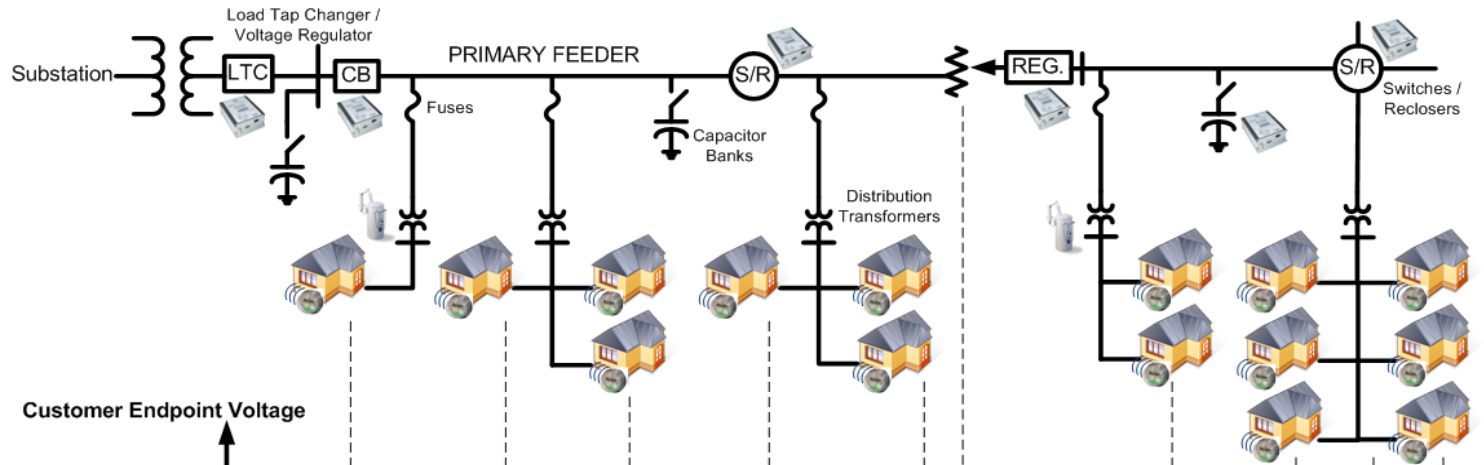 Load Tap Changer /
Voltage Regulator
Substation
LTC
CB
PRIMARY FEEDER
S/R
REG.
S/R
Switches /
Reclosers
Fuses
Capacitor
Banks
Distribution
Transformers
Customer Endpoint Voltage